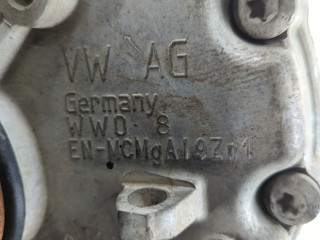 VW AG
Germany
WWO 8
EN-MCMgAl9Zn1